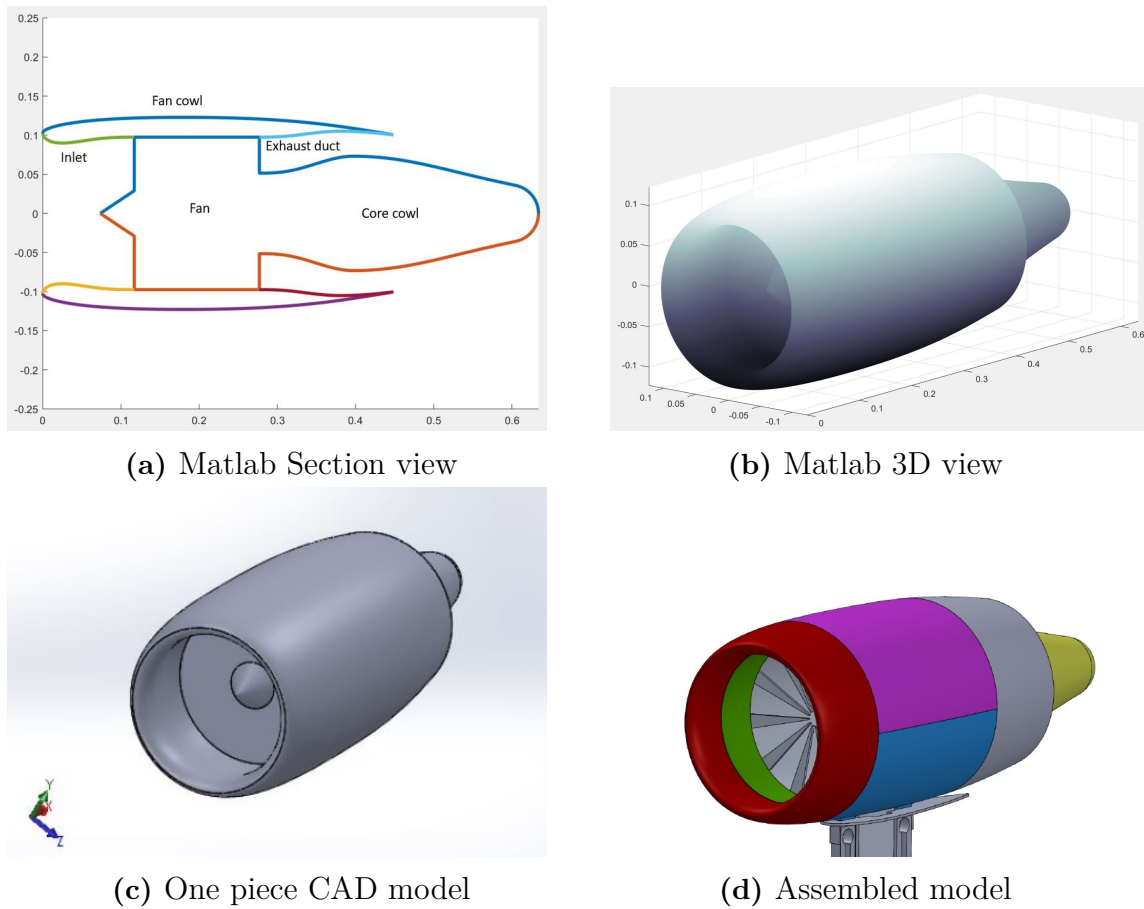 0.25
0.2
0.15
0.1
0.05
0
-0.05
-0.1
-0.15
-0.2
-0.25
Fan cowl
Inlet
Exhaust duct
Fan
Core cowl
0 0.1 0.2 0.3 0.4 0.5 0.6
(a) Matlab Section view
0.1
0.05
0
-0.05
-0.1
0.1 0.05 0 -0.05 -0.1
0 0.1 0.2 0.3 0.4 0.5 0.6
(b) Matlab 3D view
Y
X
Z
(c) One piece CAD model
(d) Assembled model